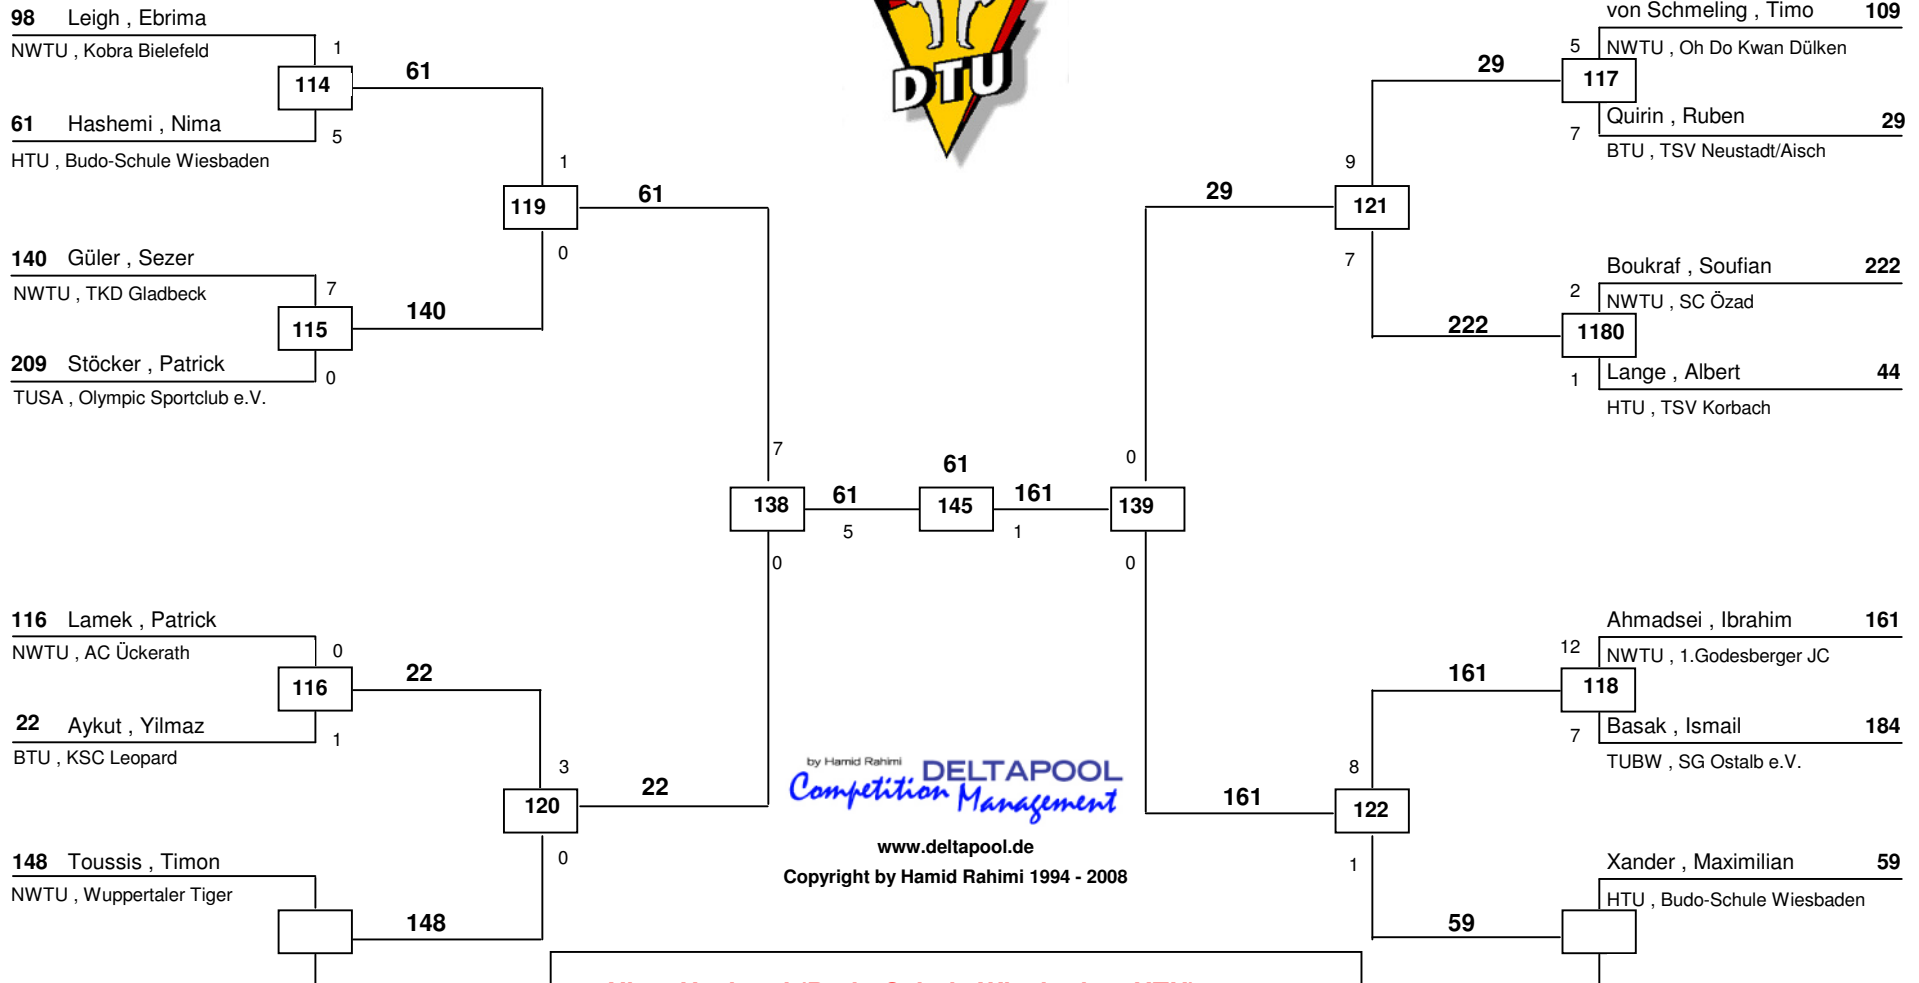 98 Leigh , Ebrima
NWTU , Kobra Bielefeld
1
114
61
61 Hashemi , Nima
5
HTU , Budo-Schule Wiesbaden
1
119
61
0
140 Güler , Sezer
NWTU , TKD Gladbeck
7
115
140
209 Stöcker , Patrick
0
TUSA , Olympic Sportclub e.V.
7
138
61
5
0
61
145
161
1
0
139
0
116 Lamek , Patrick
NWTU , AC Ückerath
0
116
22
22 Aykut , Yilmaz
1
BTU , KSC Leopard
3
120
22
0
148 Toussis , Timon
NWTU , Wuppertaler Tiger
148
DTU
von Schmeling , Timo 109
5 NWTU , Oh Do Kwan Dülken
29
117
Quirin , Ruben 29
7
BTU , TSV Neustadt/Aisch
9
29
121
7
Boukraf , Soufian 222
2 NWTU , SC Özad
222
1180
Lange , Albert 44
1
HTU , TSV Korbach
Ahmadsei , Ibrahim 161
12 NWTU , 1.Godesberger JC
161
118
Basak , Ismail 184
7
TUBW , SG Ostalb e.V.
8
161
122
1
Xander , Maximilian 59
HTU , Budo-Schule Wiesbaden
59
by Hamid Rahimi DELTAPOOL
Competition Management
www.deltapool.de
Copyright by Hamid Rahimi 1994 - 2008